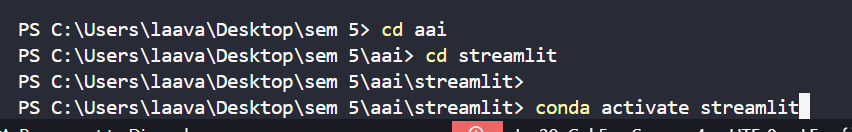 PS C:\Users\laava\Desktop\sem 5> cd aai
PS C:\Users\laava\Desktop\sem 5\aai> cd streamlit
PS C:\Users\laava\Desktop\sem 5\aai\streamlit>
PS C:\Users\laava\Desktop\sem 5\aai\streamlit> conda activate streamlit